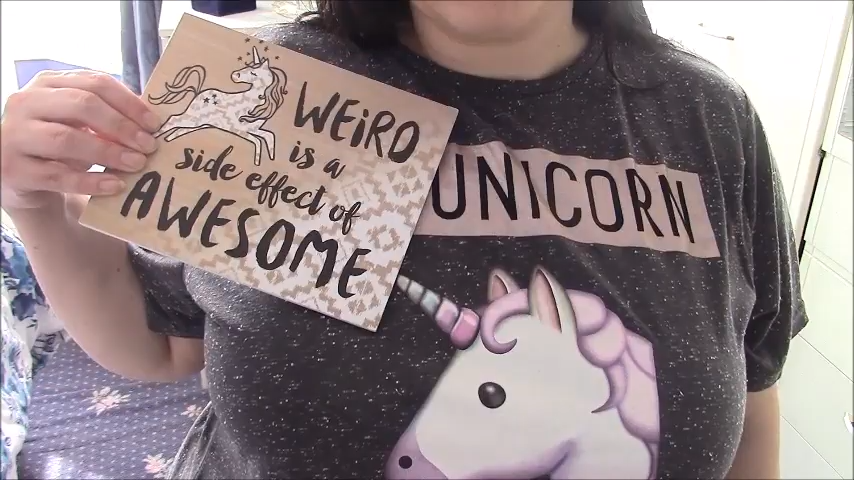 WEiRD
is a
side effect of
AWESOMe
UNICORN